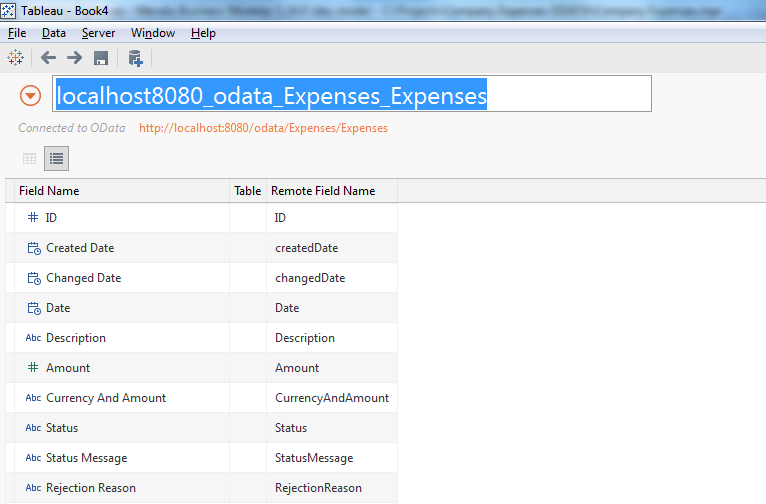 Tableau - Book4
File Data Server Window Help
localhost8080_odata_Expenses_Expenses
Connected to OData http://localhost:8080/odata/Expenses/Expenses
Field Name Table Remote Field Name
# ID ID
Created Date createdDate
Changed Date changedDate
Date Date
Abc Description Description
# Amount Amount
Abc Currency And Amount CurrencyAndAmount
Abc Status Status
Abc Status Message StatusMessage
Abc Rejection Reason RejectionReason